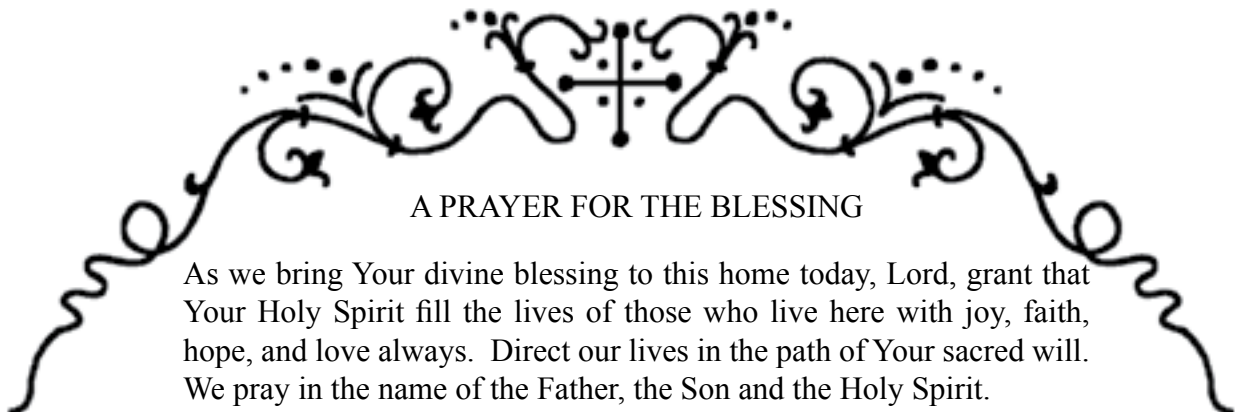 A PRAYER FOR THE BLESSING
As we bring Your divine blessing to this home today, Lord, grant that
Your Holy Spirit fill the lives of those who live here with joy, faith,
hope, and love always.  Direct our lives in the path of Your sacred will.
We pray in the name of the Father, the Son and the Holy Spirit.